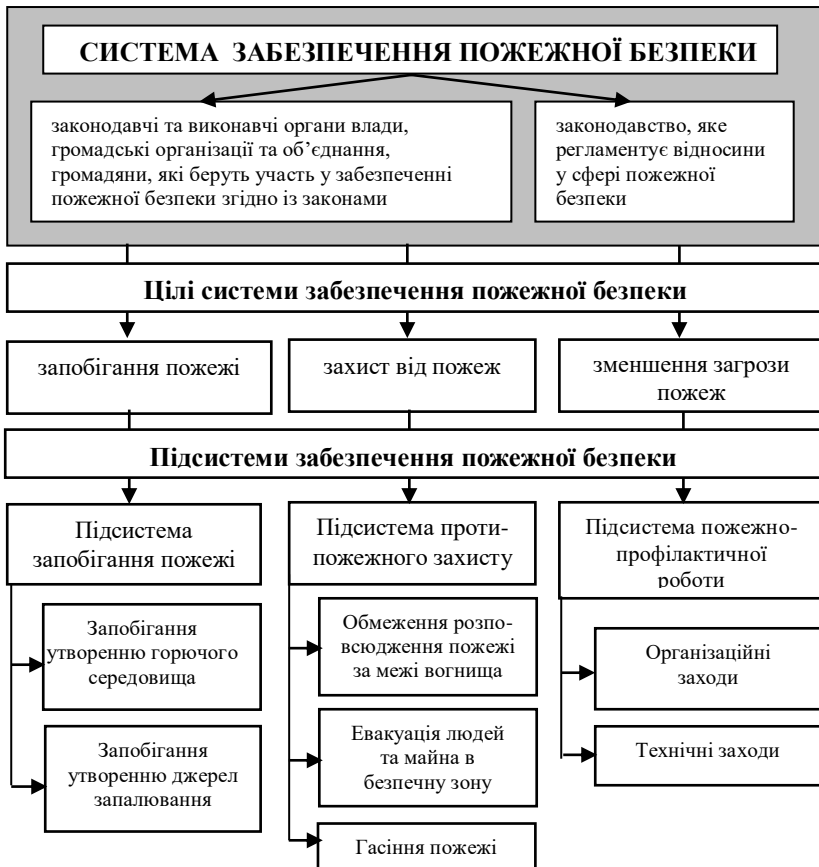 СИСТЕМА ЗАБЕЗПЕЧЕННЯ ПОЖЕЖНОЇ БЕЗПЕКИ
законодавчі та виконавчі органи влади,
громадські організації та об’єднання,
громадяни, які беруть участь у забезпеченні
пожежної безпеки згідно із законами
законодавство, яке
регламентує відносини
у сфері пожежної
безпеки
Цілі системи забезпечення пожежної безпеки
запобігання пожежі
захист від пожеж
зменшення загрози
пожеж
Підсистеми забезпечення пожежної безпеки
Підсистема
запобігання пожежі
Запобігання
утворенню горючого
середовища
Запобігання
утворенню джерел
запалювання
Підсистема проти-
пожежного захисту
Обмеження розпо-
всюдження пожежі
за межі вогнища
Евакуація людей
та майна в
безпечну зону
Гасіння пожежі
Підсистема пожежно-
профілактичної
роботи
Організаційні
заходи
Технічні заходи